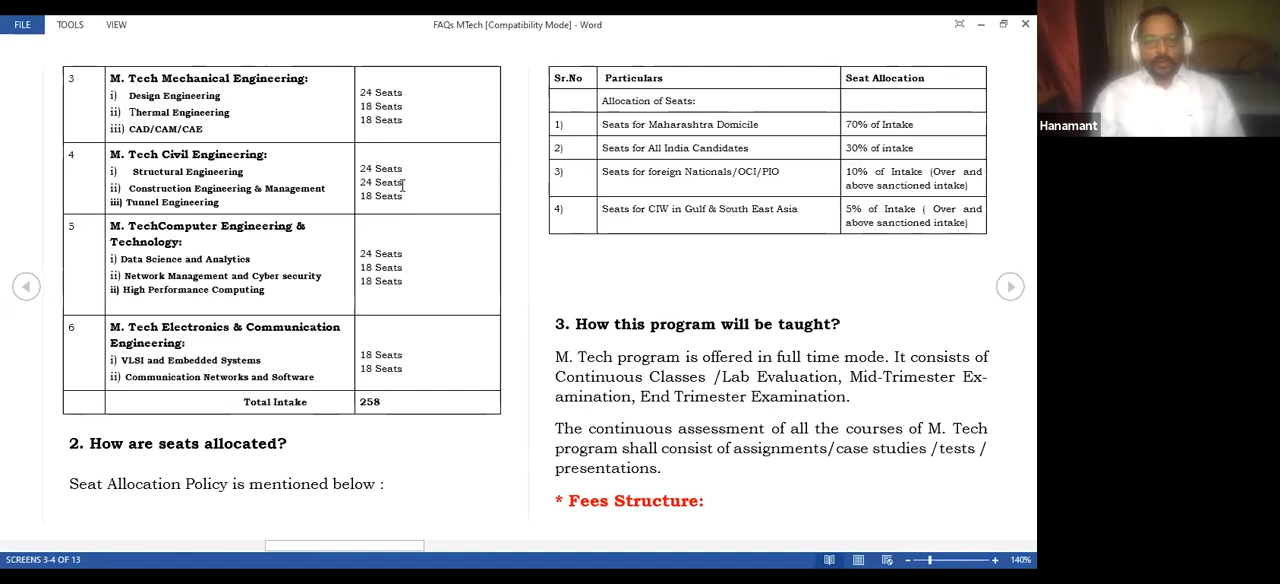 FILE TOOLS VIEW
FAQs MTech [Compatibility Mode] - Word
3 M. Tech Mechanical Engineering:
i) Design Engineering 24 Seats
ii) Thermal Engineering 18 Seats
iii) CAD/CAM/CAE 18 Seats
4 M. Tech Civil Engineering:
i) Structural Engineering 24 Seats
ii) Construction Engineering & Management 24 Seats
iii) Tunnel Engineering 18 Seats
5 M. TechComputer Engineering &
Technology:
i) Data Science and Analytics 24 Seats
ii) Network Management and Cyber security 18 Seats
ii) High Performance Computing 18 Seats
6 M. Tech Electronics & Communication
Engineering:
i) VLSI and Embedded Systems 18 Seats
ii) Communication Networks and Software 18 Seats
Total Intake 258
2. How are seats allocated?
Seat Allocation Policy is mentioned below :
Sr.No Particulars Seat Allocation
Allocation of Seats:
1) Seats for Maharashtra Domicile 70% of Intake
2) Seats for All India Candidates 30% of intake
3) Seats for foreign Nationals/OCI/PIO 10% of Intake (Over and
above sanctioned intake)
4) Seats for CIW in Gulf & South East Asia 5% of Intake ( Over and
above sanctioned intake)
3. How this program will be taught?
M. Tech program is offered in full time mode. It consists of
Continuous Classes /Lab Evaluation, Mid-Trimester Ex-
amination, End Trimester Examination.
The continuous assessment of all the courses of M. Tech
program shall consist of assignments/case studies /tests /
presentations.
* Fees Structure:
SCREENS 3-4 OF 13
140%
Hanamant